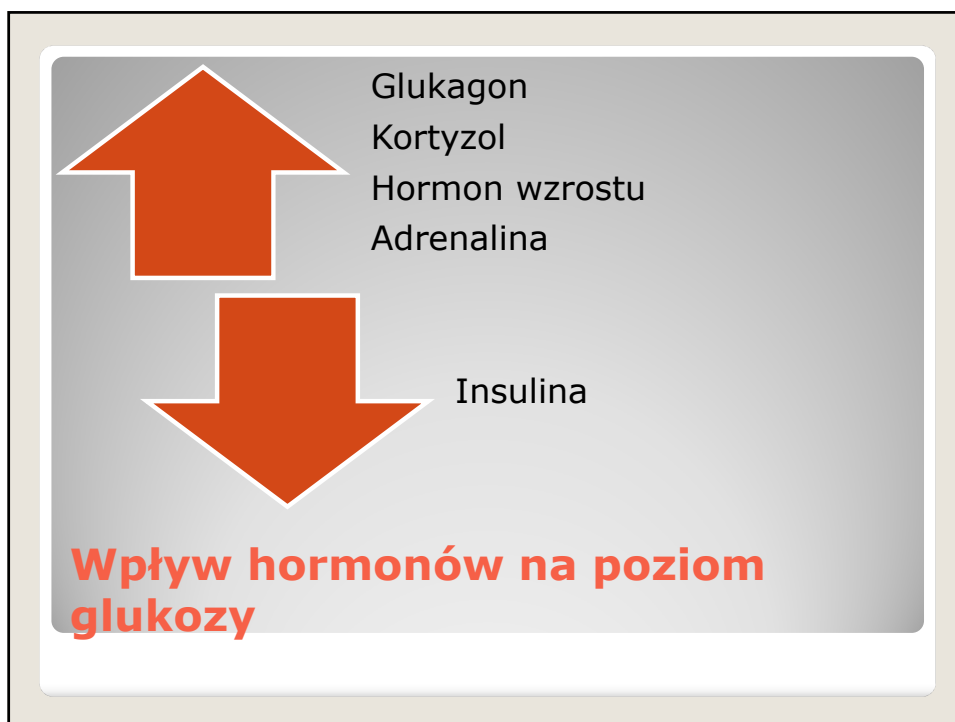 Glukagon
Kortyzol
Hormon wzrostu
Adrenalina
Insulina
Wpływ hormonów na poziom
glukozy